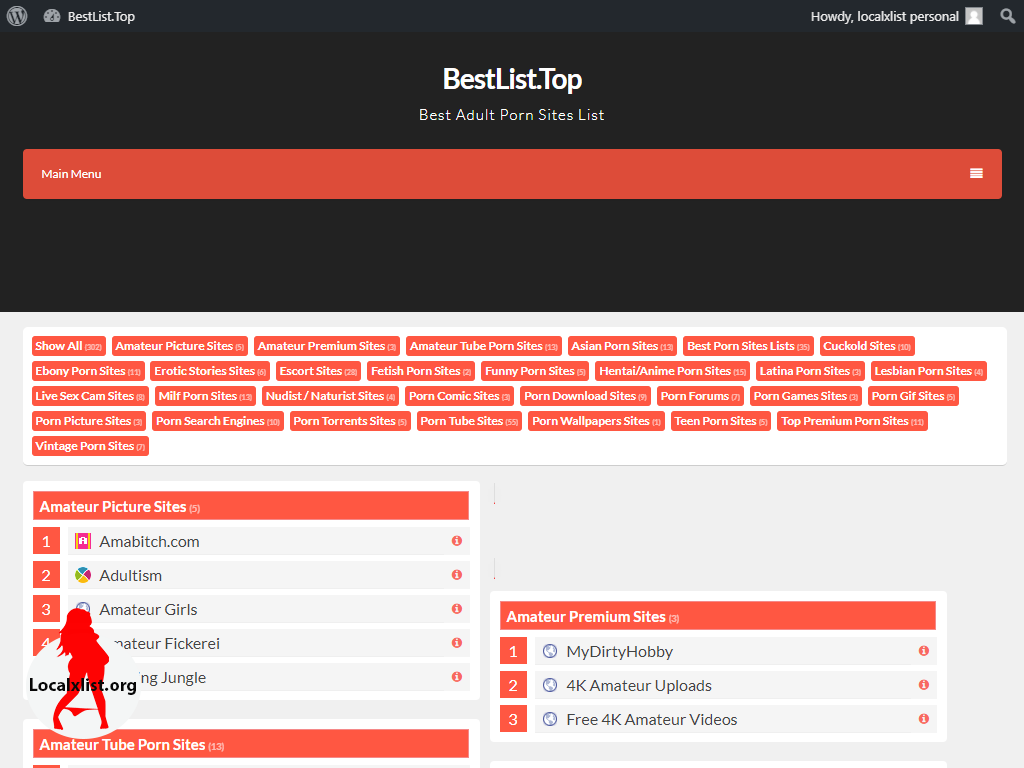 BestList.Top
Howdy, localxlist personal
BestList.Top
Best Adult Porn Sites List
Main Menu
Show All (302) Amateur Picture Sites (5) Amateur Premium Sites (3) Amateur Tube Porn Sites (13) Asian Porn Sites (13) Best Porn Sites Lists (35) Cuckold Sites (10)
Ebony Porn Sites (11) Erotic Stories Sites (6) Escort Sites (28) Fetish Porn Sites (2) Funny Porn Sites (5) Hentai/Anime Porn Sites (15) Latina Porn Sites (3) Lesbian Porn Sites (4)
Live Sex Cam Sites (8) Milf Porn Sites (13) Nudist / Naturist Sites (4) Porn Comic Sites (3) Porn Download Sites (9) Porn Forums (7) Porn Games Sites (3) Porn Gif Sites (5)
Porn Picture Sites (3) Porn Search Engines (10) Porn Torrents Sites (5) Porn Tube Sites (55) Porn Wallpapers Sites (1) Teen Porn Sites (5) Top Premium Porn Sites (11)
Vintage Porn Sites (7)
Amateur Picture Sites (5)
1 Amabitch.com
2 Adultism
3 Amateur Girls
4 Amateur Fickerei
ng Jungle
Localxlist.org
Amateur Tube Porn Sites (13)
Amateur Premium Sites (3)
1 MyDirtyHobby
2 4K Amateur Uploads
3 Free 4K Amateur Videos